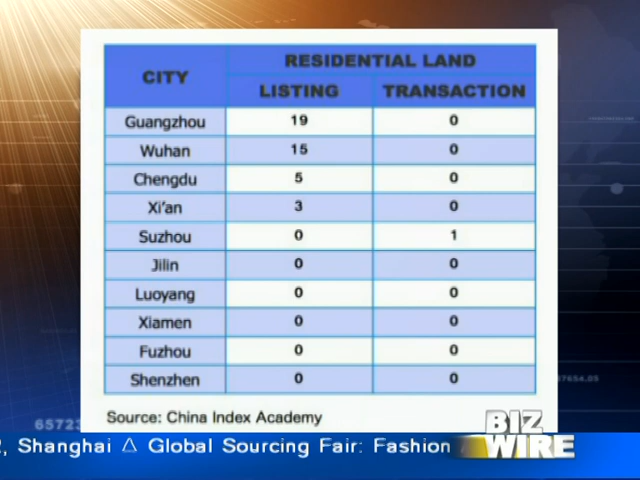 CITY RESIDENTIAL LAND
LISTING TRANSACTION
Guangzhou 19 0
Wuhan 15 0
Chengdu 5 0
Xi'an 3 0
Suzhou 0 1
Jilin 0 0
Luoyang 0 0
Xiamen 0 0
Fuzhou 0 0
Shenzhen 0 0
Source: China Index Academy
65723
BIZ
WIRE
, Shanghai △ Global Sourcing Fair: Fashion